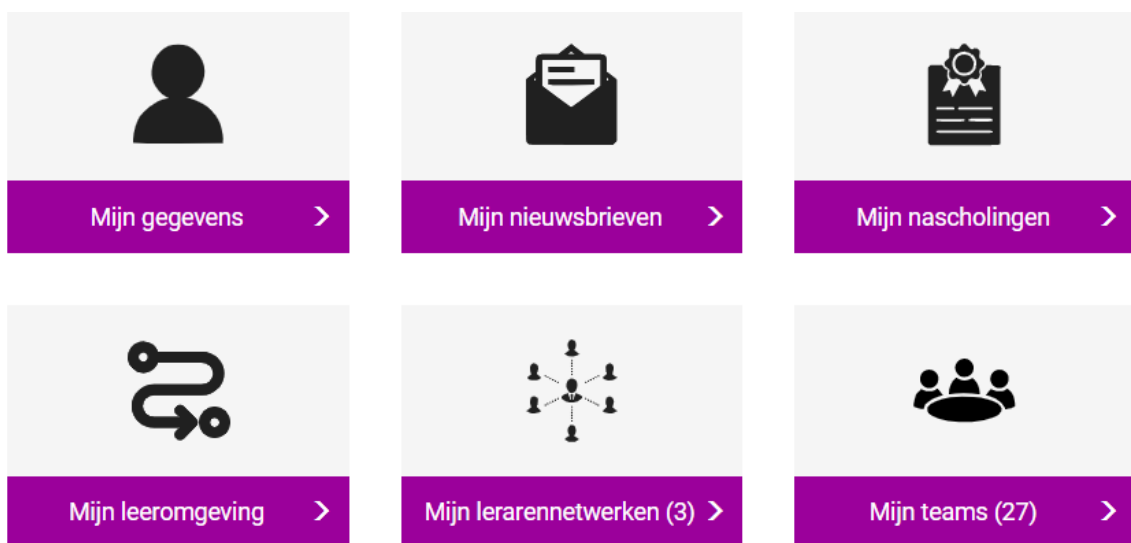 Mijn gegevens
Mijn nieuwsbrieven
Mijn nascholingen
Mijn leeromgeving
Mijn lerarennetwerken (3)
Mijn teams (27)